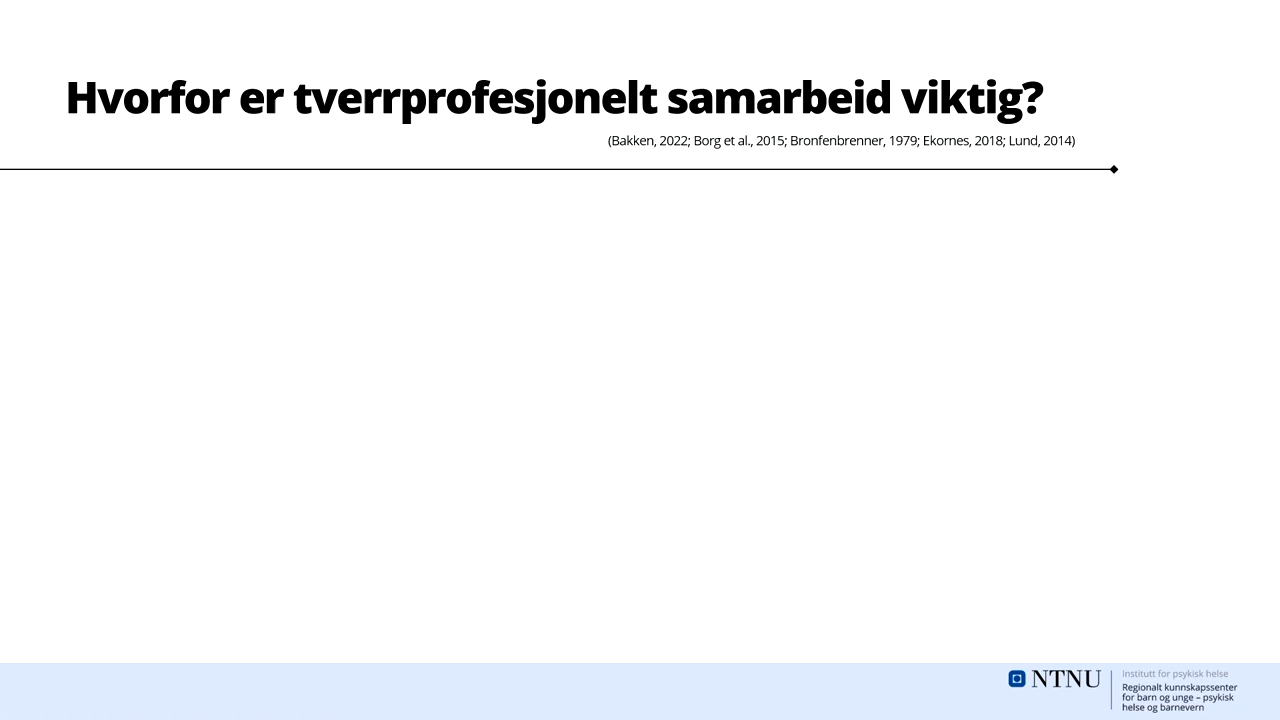 Hvorfor er tverrprofesjonelt samarbeid viktig?
(Bakken, 2022; Borg et al., 2015; Bronfenbrenner, 1979; Ekornes, 2018; Lund, 2014)
NTNU
Institutt for psykisk helse
Regionalt kunnskapssenter
for barn og unge – psykisk
helse og barnevern